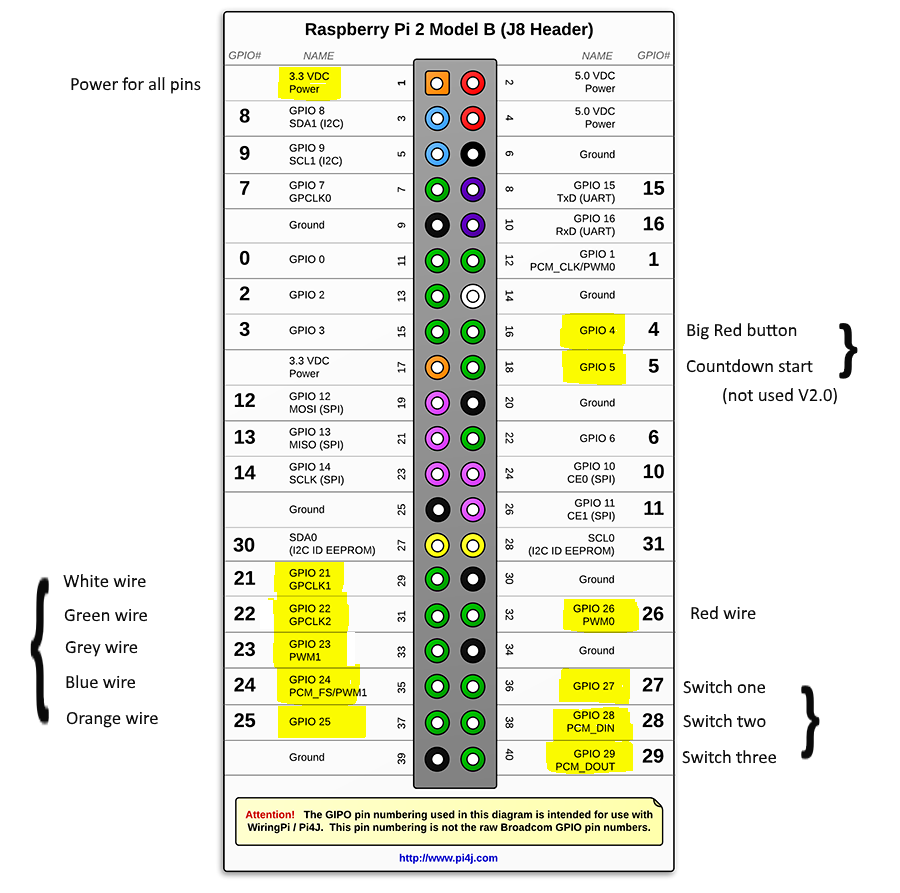 Raspberry Pi 2 Model B (J8 Header)
GPIO# NAME NAME GPIO#
Power for all pins
3.3 VDC
Power
1 2
5.0 VDC
Power
8
GPIO 8
SDA1 (I2C)
3 4
5.0 VDC
Power
9
GPIO 9
SCL1 (I2C)
5 6
Ground
7
GPIO 7
GPCLK0
7 8
GPIO 15
TxD (UART)
15
Ground
9 10
GPIO 16
RxD (UART)
16
0
GPIO 0
11 12
GPIO 1
PCM_CLK/PWM0
1
2
GPIO 2
13 14
Ground
3
GPIO 3
15 16
GPIO 4
4
Big Red button
3.3 VDC
Power
17 18
GPIO 5
5
Countdown start
(not used V2.0)
12
GPIO 12
MOSI (SPI)
19 20
Ground
13
GPIO 13
MISO (SPI)
21 22
GPIO 6
6
14
GPIO 14
SCLK (SPI)
23 24
GPIO 10
CE0 (SPI)
10
Ground
25 26
GPIO 11
CE1 (SPI)
11
30
SDA0
(I2C ID EEPROM)
27 28
SCL0
(I2C ID EEPROM)
31
White wire
21
GPIO 21
GPCLK1
29 30
Ground
Green wire
22
GPIO 22
GPCLK2
31 32
GPIO 26
PWM0
26
Red wire
Grey wire
23
GPIO 23
PWM1
33 34
Ground
Blue wire
24
GPIO 24
PCM_FS/PWM1
35 36
GPIO 27
27
Switch one
Orange wire
25
GPIO 25
37 38
GPIO 28
PCM_DIN
28
Switch two
Ground
39 40
GPIO 29
PCM_DOUT
29
Switch three
Attention! The GIPO pin numbering used in this diagram is intended for use with
WiringPi / Pi4J. This pin numbering is not the raw Broadcom GPIO pin numbers.
http://www.pi4j.com